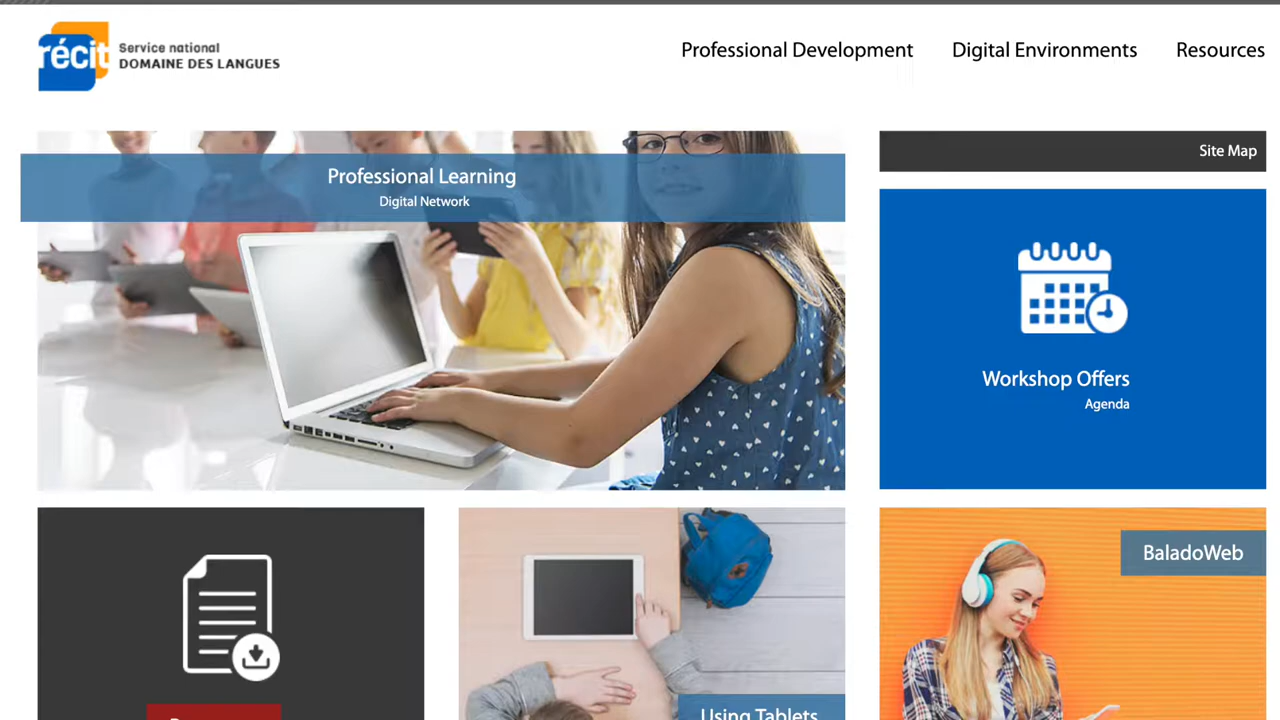 récit
Service national
DOMAINE DES LANGUES
Professional Development
Digital Environments
Resources
Professional Learning
Digital Network
Site Map
Workshop Offers
Agenda
BaladoWeb
Using Tablets